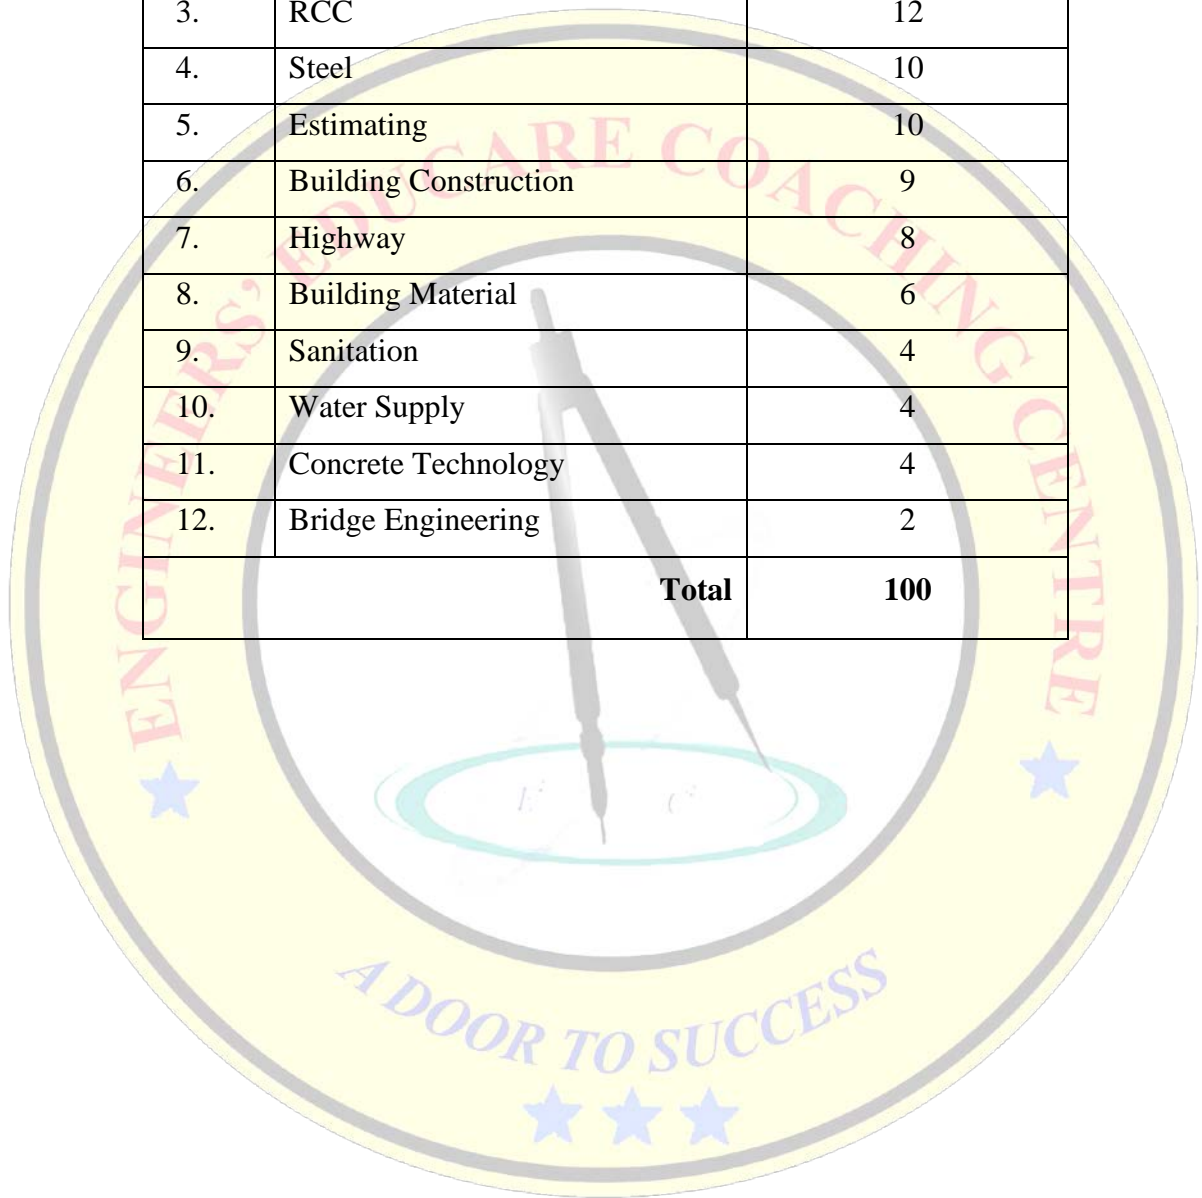 3. RCC 12
4. Steel 10
5. Estimating 10
6. Building Construction 9
7. Highway 8
8. Building Material 6
9. Sanitation 4
10. Water Supply 4
11. Concrete Technology 4
12. Bridge Engineering 2
Total 100
ENGINEERS' EDUCARE COACHING CENTRE
A DOOR TO SUCCESS